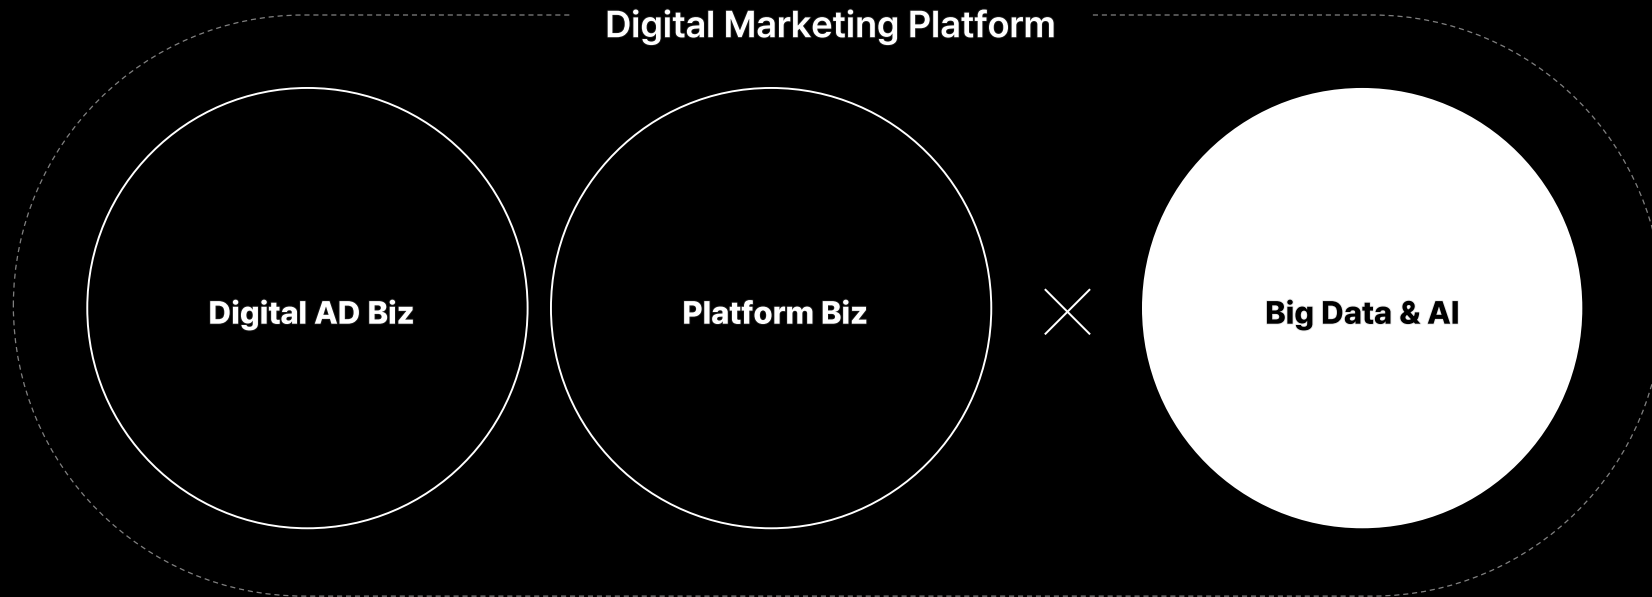 Digital Marketing Platform
Digital AD Biz
Platform Biz
Big Data & AI